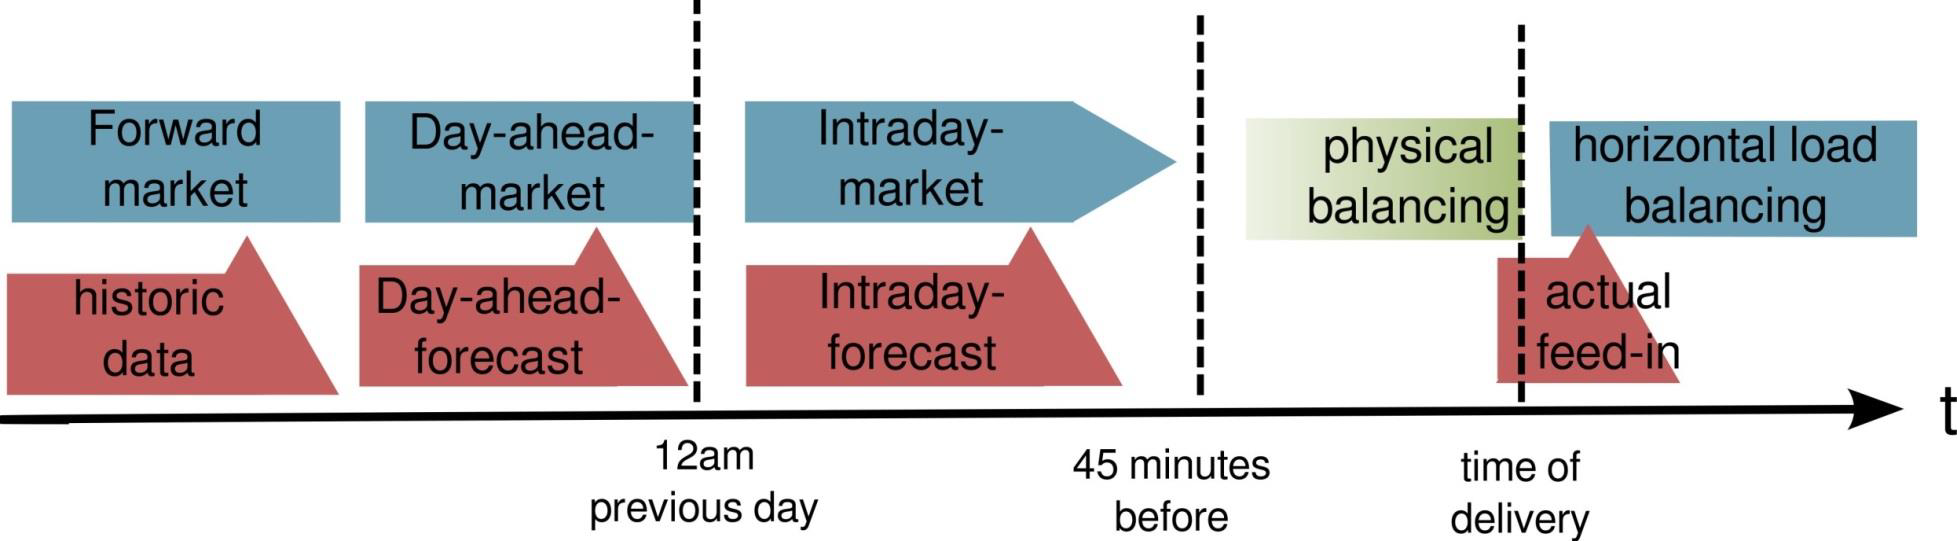 Forward
market
Day-ahead-
market
Intraday-
market
physical
balancing
horizontal load
balancing
historic
data
Day-ahead-
forecast
Intraday-
forecast
actual
feed-in
t
12am
previous day
45 minutes
before
time of
delivery